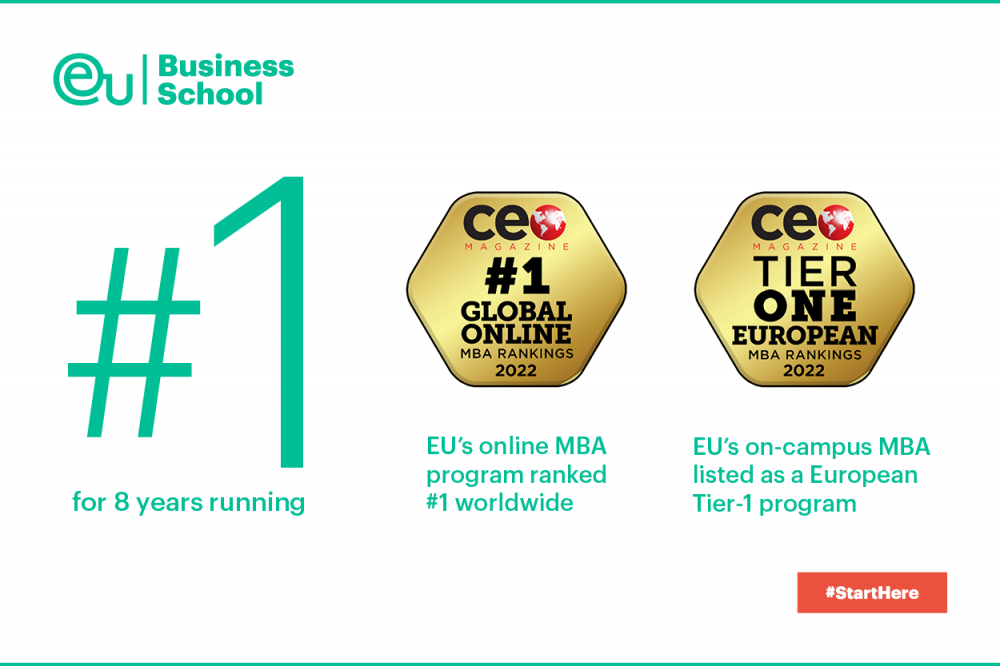 eu Business
School
#1
for 8 years running
ceo
MAGAZINE
#1
GLOBAL
ONLINE
MBA RANKINGS
2022
EU’s online MBA
program ranked
#1 worldwide
ceo
MAGAZINE
TIER
ONE
EUROPEAN
MBA RANKINGS
2022
EU’s on-campus MBA
listed as a European
Tier-1 program
#StartHere